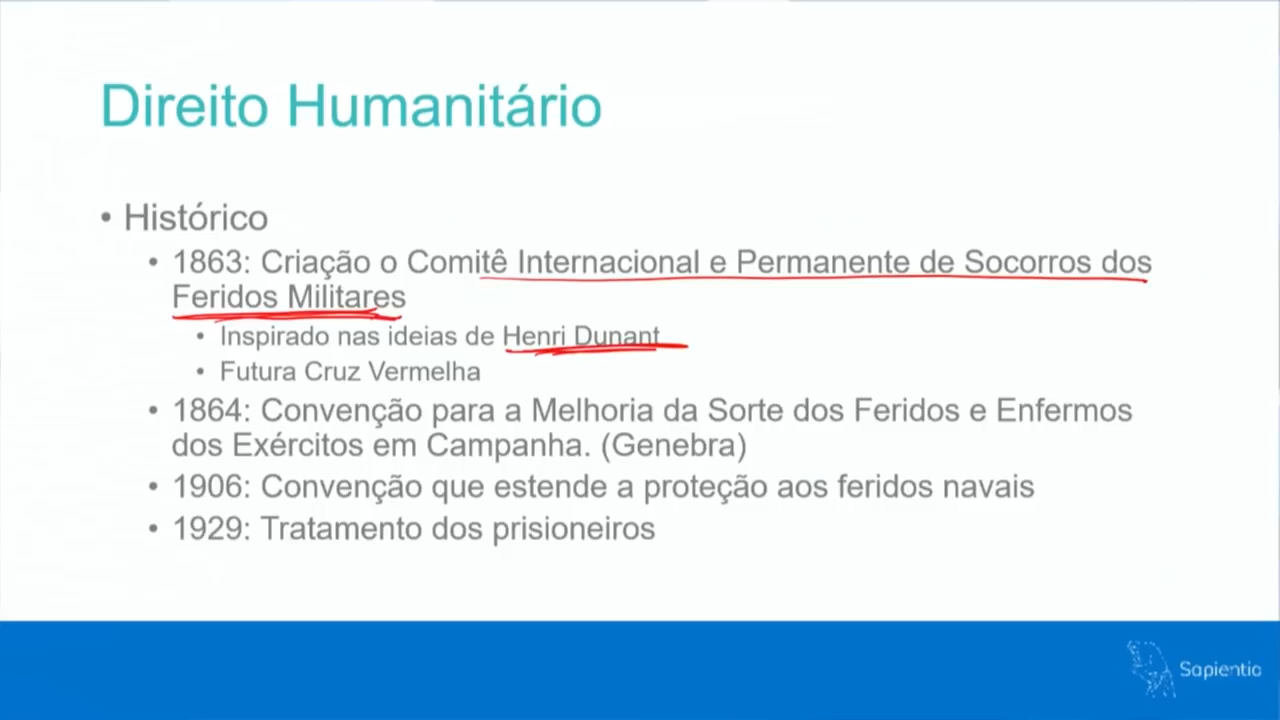 Direito Humanitário
• Histórico
• 1863: Criação o Comitê Internacional e Permanente de Socorros dos
Feridos Militares
• Inspirado nas ideias de Henri Dunant
• Futura Cruz Vermelha
• 1864: Convenção para a Melhoria da Sorte dos Feridos e Enfermos
dos Exércitos em Campanha. (Genebra)
• 1906: Convenção que estende a proteção aos feridos navais
• 1929: Tratamento dos prisioneiros
Sapientia